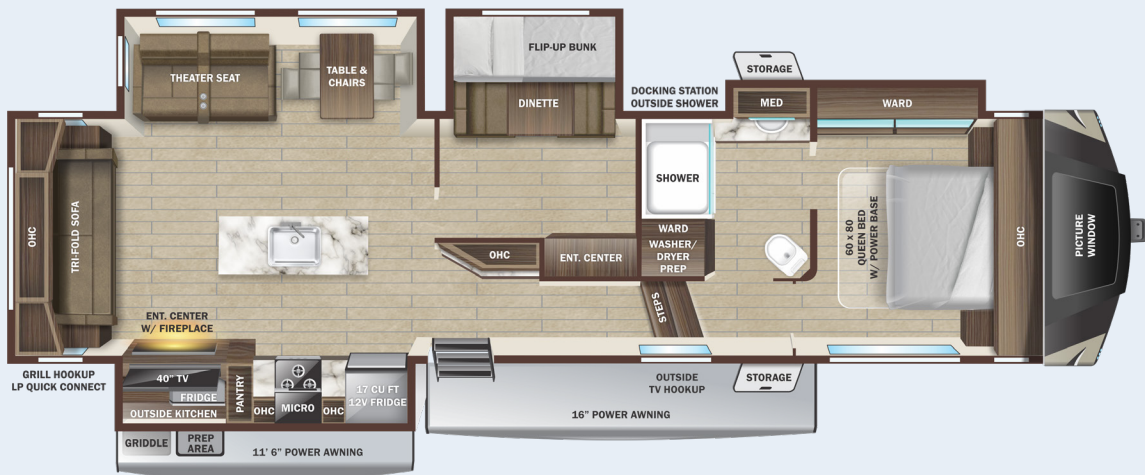 FLIP-UP BUNK
THEATER SEAT
TABLE &
CHAIRS
DINETTE
STORAGE
DOCKING STATION
OUTSIDE SHOWER
MED
WARD
SHOWER
OHC
TRI-FOLD SOFA
WARD
WASHER/
DRYER
PREP
OHC
ENT. CENTER
60 x 80
QUEEN BED
W/ POWER BASE
OHC
PICTURE
WINDOW
STEPS
ENT. CENTER
W/ FIREPLACE
GRILL HOOKUP
LP QUICK CONNECT
40" TV
FRIDGE
OUTSIDE KITCHEN
PANTRY
OHC
MICRO
OHC
17 CU FT
12V FRIDGE
OUTSIDE
TV HOOKUP
STORAGE
16" POWER AWNING
GRIDDLE
PREP
AREA
11' 6" POWER AWNING